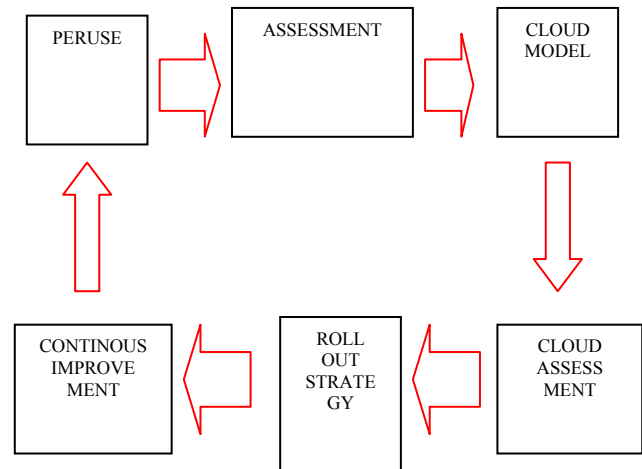 PERUSE
ASSESSMENT
CLOUD
MODEL
CONTINOUS
IMPROVE
MENT
ROLL
OUT
STRATE
GY
CLOUD
ASSESS
MENT